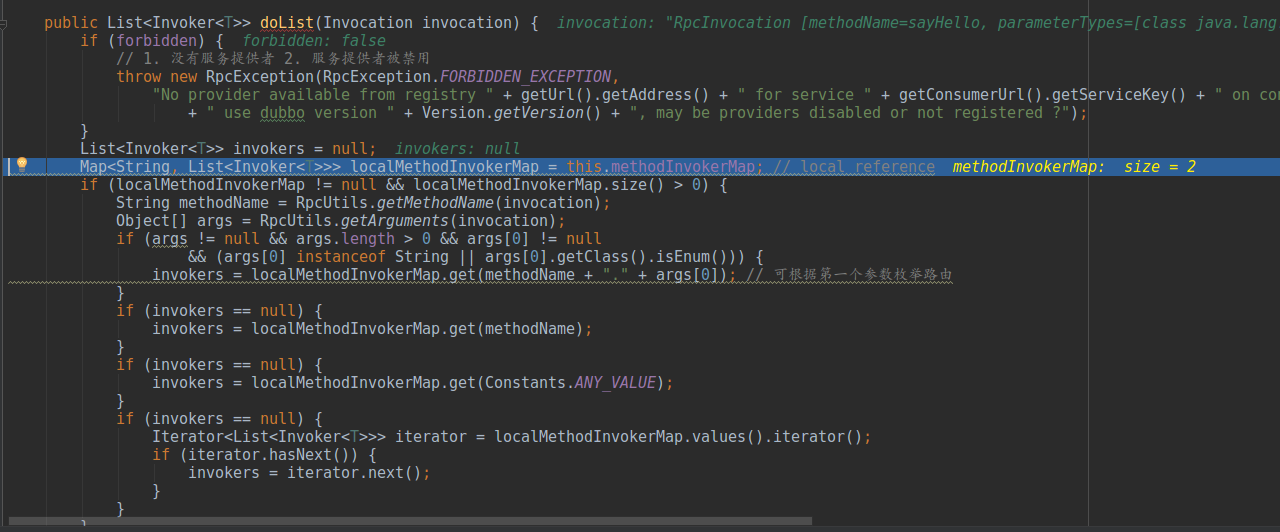 public List<Invoker<T>> doList(Invocation invocation) {  invocation: "RpcInvocation [methodName=sayHello, parameterTypes=[class java.lang
if (forbidden) {  forbidden: false
// 1. 没有服务提供者 2. 服务提供者被禁用
throw new RpcException(RpcException.FORBIDDEN_EXCEPTION,
"No provider available from registry " + getUrl().getAddress() + " for service " + getConsumerUrl().getServiceKey() + " on con
+ " use dubbo version " + Version.getVersion() + ", may be providers disabled or not registered ?");
}
List<Invoker<T>> invokers = null;  invokers: null
Map<String, List<Invoker<T>>> localMethodInvokerMap = this.methodInvokerMap; // local reference  methodInvokerMap:  size = 2
if (localMethodInvokerMap != null && localMethodInvokerMap.size() > 0) {
String methodName = RpcUtils.getMethodName(invocation);
Object[] args = RpcUtils.getArguments(invocation);
if (args != null && args.length > 0 && args[0] != null
&& (args[0] instanceof String || args[0].getClass().isEnum())) {
invokers = localMethodInvokerMap.get(methodName + "." + args[0]); // 可根据第一个参数枚举路由
}
if (invokers == null) {
invokers = localMethodInvokerMap.get(methodName);
}
if (invokers == null) {
invokers = localMethodInvokerMap.get(Constants.ANY_VALUE);
}
if (invokers == null) {
Iterator<List<Invoker<T>>> iterator = localMethodInvokerMap.values().iterator();
if (iterator.hasNext()) {
invokers = iterator.next();
}
}
}